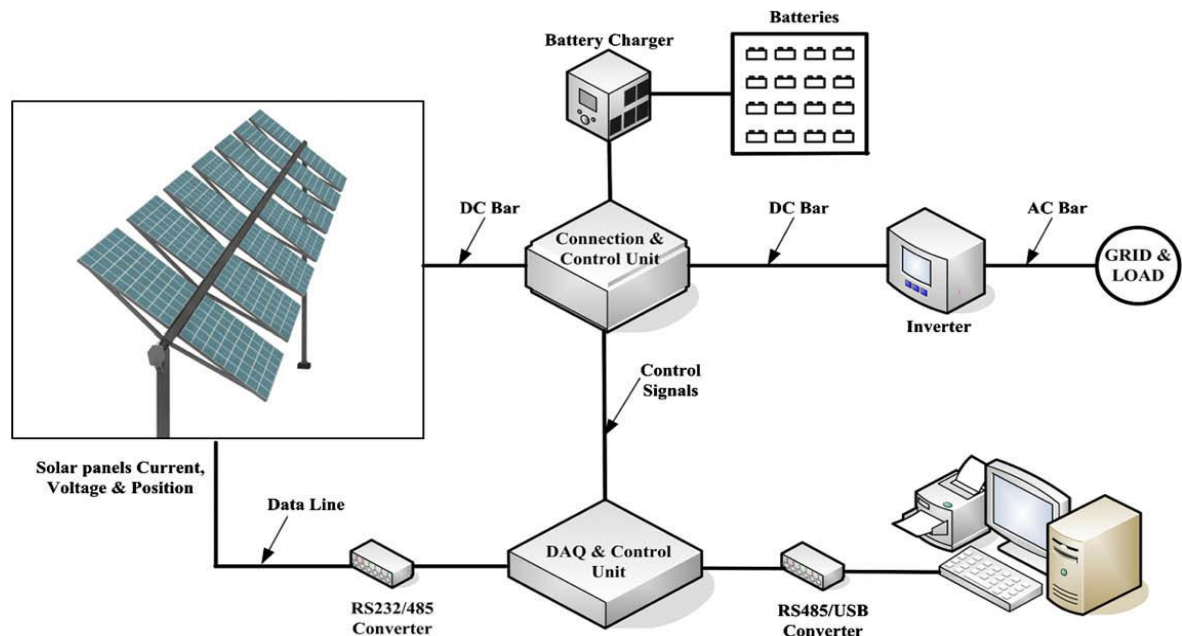 Batteries
Battery Charger
DC Bar
Connection &
Control Unit
DC Bar
AC Bar
GRID &
LOAD
Inverter
Control
Signals
Solar panels Current,
Voltage & Position
Data Line
DAQ & Control
Unit
RS232/485
Converter
RS485/USB
Converter